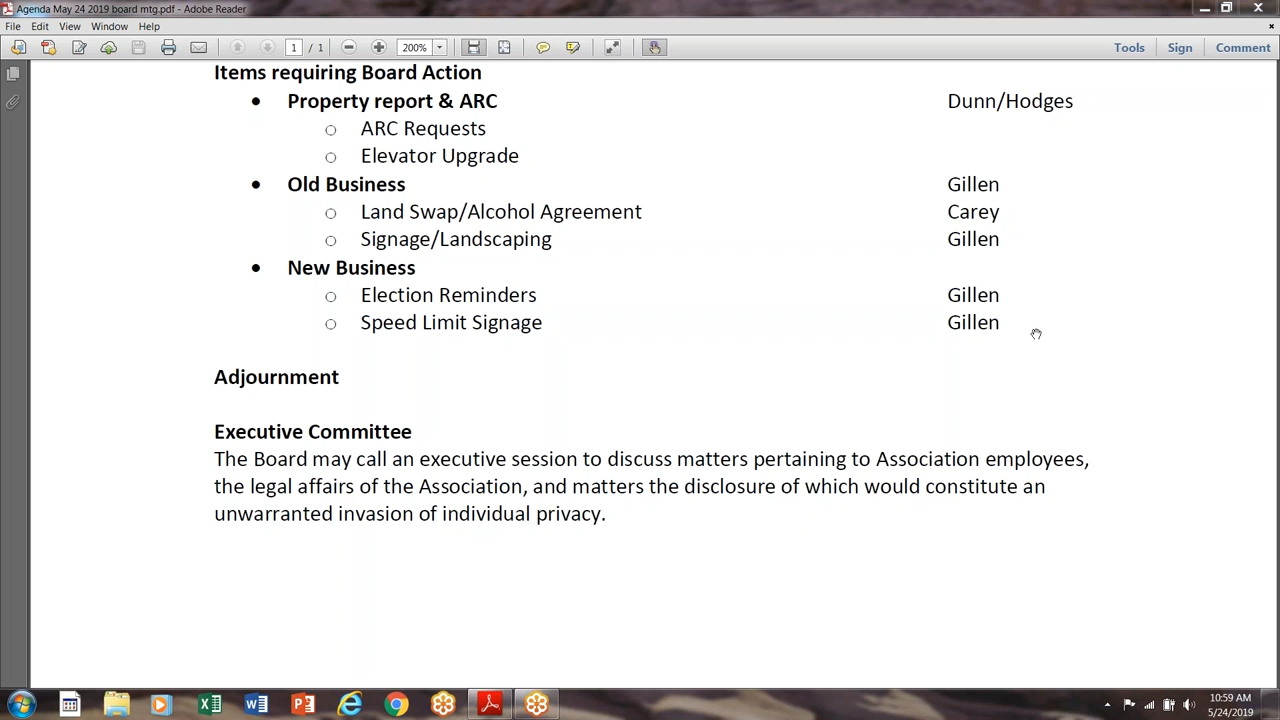 Agenda May 24 2019 board mtg.pdf - Adobe Reader
File Edit View Window Help
1 / 1 200% Tools Sign Comment
Items requiring Board Action
• Property report & ARC Dunn/Hodges
○ ARC Requests
○ Elevator Upgrade
• Old Business Gillen
○ Land Swap/Alcohol Agreement Carey
○ Signage/Landscaping Gillen
• New Business
○ Election Reminders Gillen
○ Speed Limit Signage Gillen
Adjournment
Executive Committee
The Board may call an executive session to discuss matters pertaining to Association employees,
the legal affairs of the Association, and matters the disclosure of which would constitute an
unwarranted invasion of individual privacy.
10:59 AM
5/24/2019